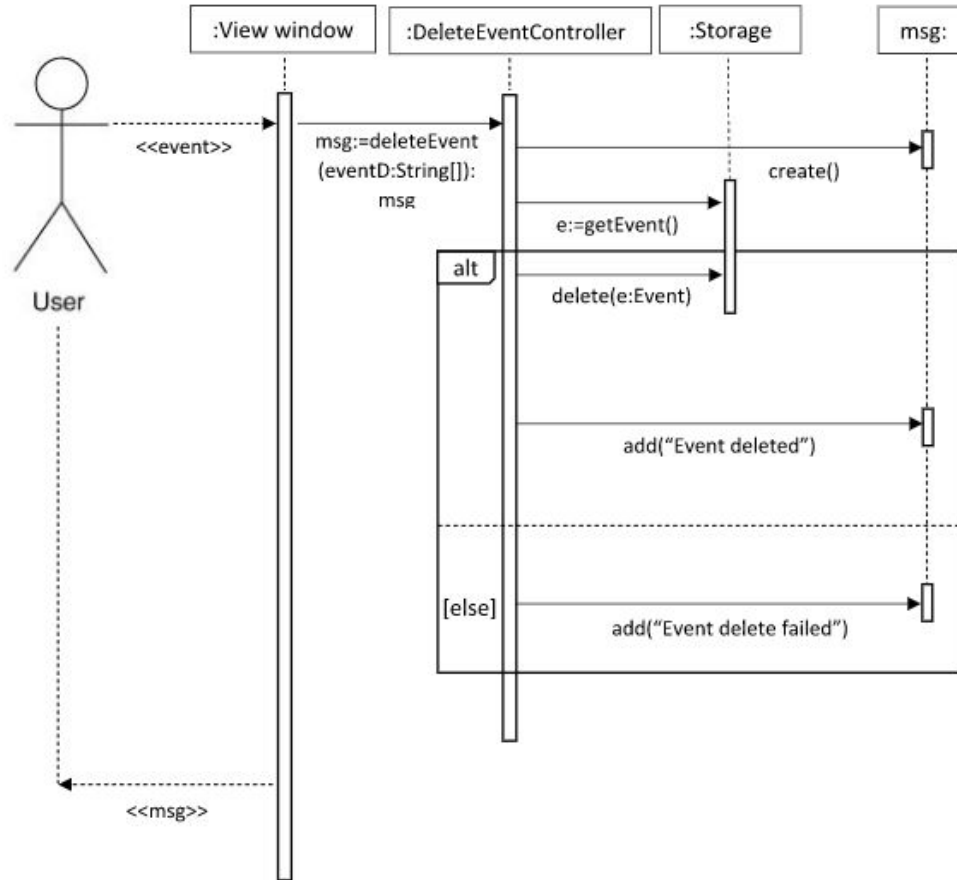 :View window
:DeleteEventController
:Storage
msg:
<<event>>
msg:=deleteEvent
(eventD:String[]):
msg
create()
e:=getEvent()
alt
delete(e:Event)
User
add(“Event deleted”)
[else]
add(“Event delete failed”)
<<msg>>